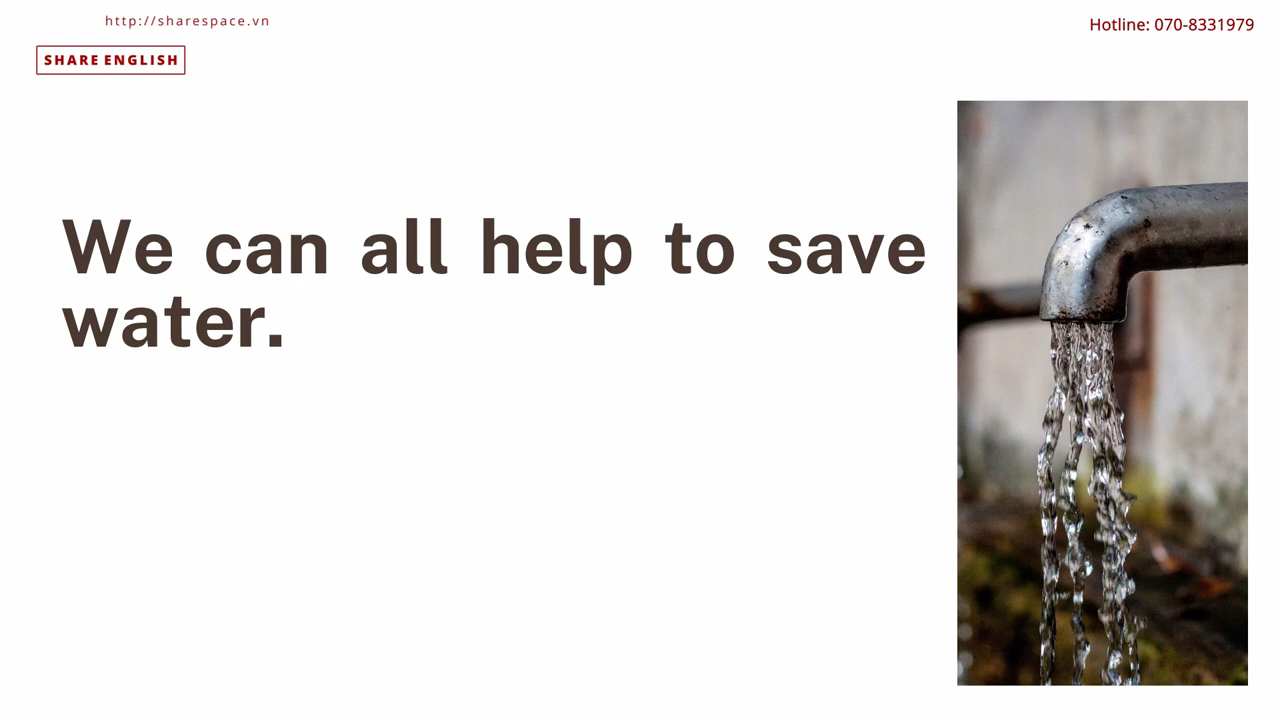 http://sharespace.vn
Hotline: 070-8331979
SHARE ENGLISH
We can all help to save
water.